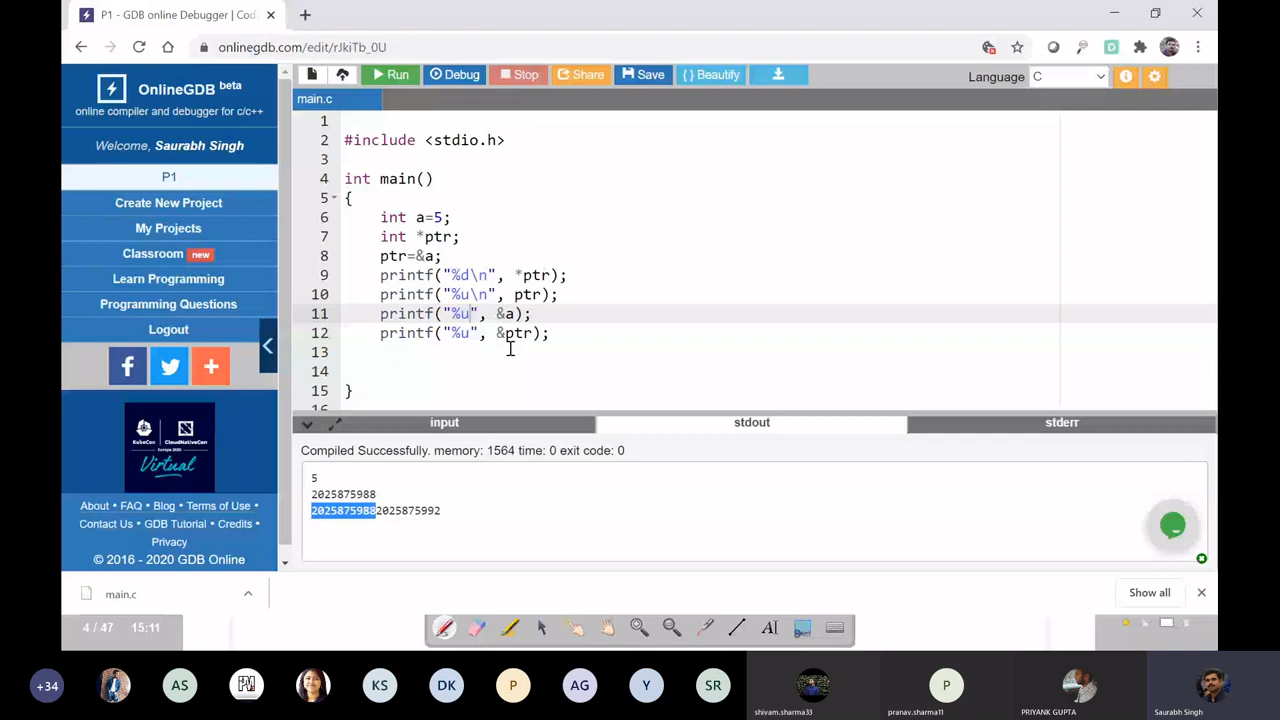 P1 - GDB online Debugger | Cod
onlinegdb.com/edit/rJkiTb_0U
OnlineGDB beta
online compiler and debugger for c/c++
Welcome, Saurabh Singh
P1
Create New Project
My Projects
Classroom new
Learn Programming
Programming Questions
Logout
KubeCon CloudNativeCon
Europe 2020
Virtual
About • FAQ • Blog • Terms of Use •
Contact Us • GDB Tutorial • Credits •
Privacy
© 2016 - 2020 GDB Online
Run Debug Stop Share Save { } Beautify Language C
main.c
1
2 #include <stdio.h>
3
4 int main()
5 {
6 int a=5;
7 int *ptr;
8 ptr=&a;
9 printf("%d\n", *ptr);
10 printf("%u\n", ptr);
11 printf("%u", &a);
12 printf("%u", &ptr);
13
14
15 }
16
input stdout stderr
Compiled Successfully. memory: 1564 time: 0 exit code: 0
5
2025875988
20258759882025875992
main.c
Show all
4 / 47 15:11
+34 AS KS DK P AG Y SR P
shivam.sharma33 pranav.sharma11 PRIYANK GUPTA Saurabh Singh